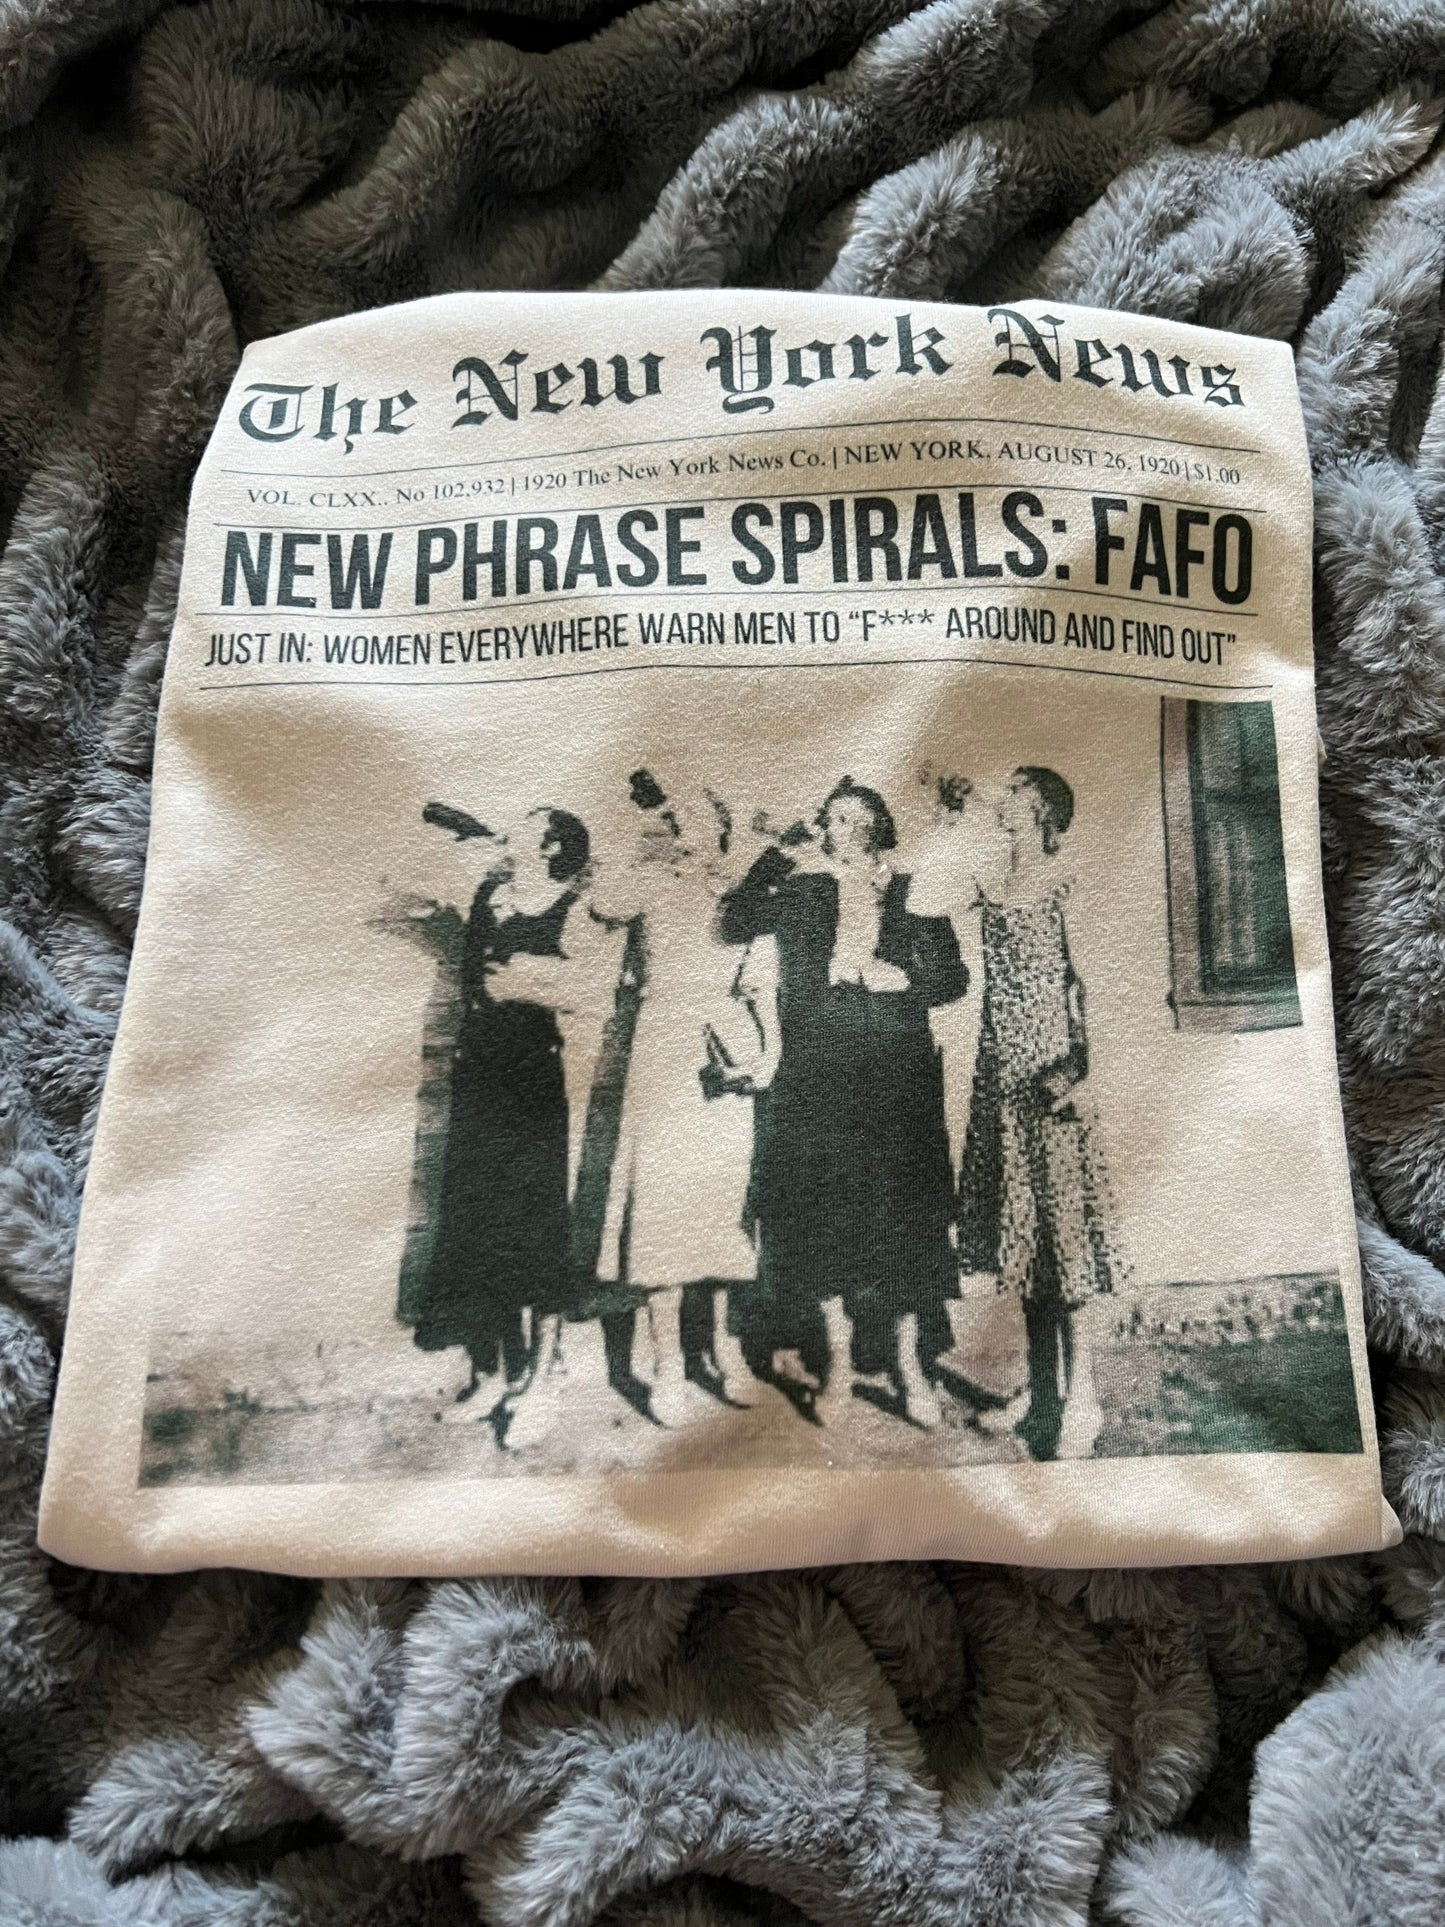 The New York News
VOL. CLXX.. No 102,932 | 1920 The New York News Co. | NEW YORK, AUGUST 26, 1920 | $1.00
NEW PHRASE SPIRALS: FAFO
JUST IN: WOMEN EVERYWHERE WARN MEN TO “F*** AROUND AND FIND OUT”